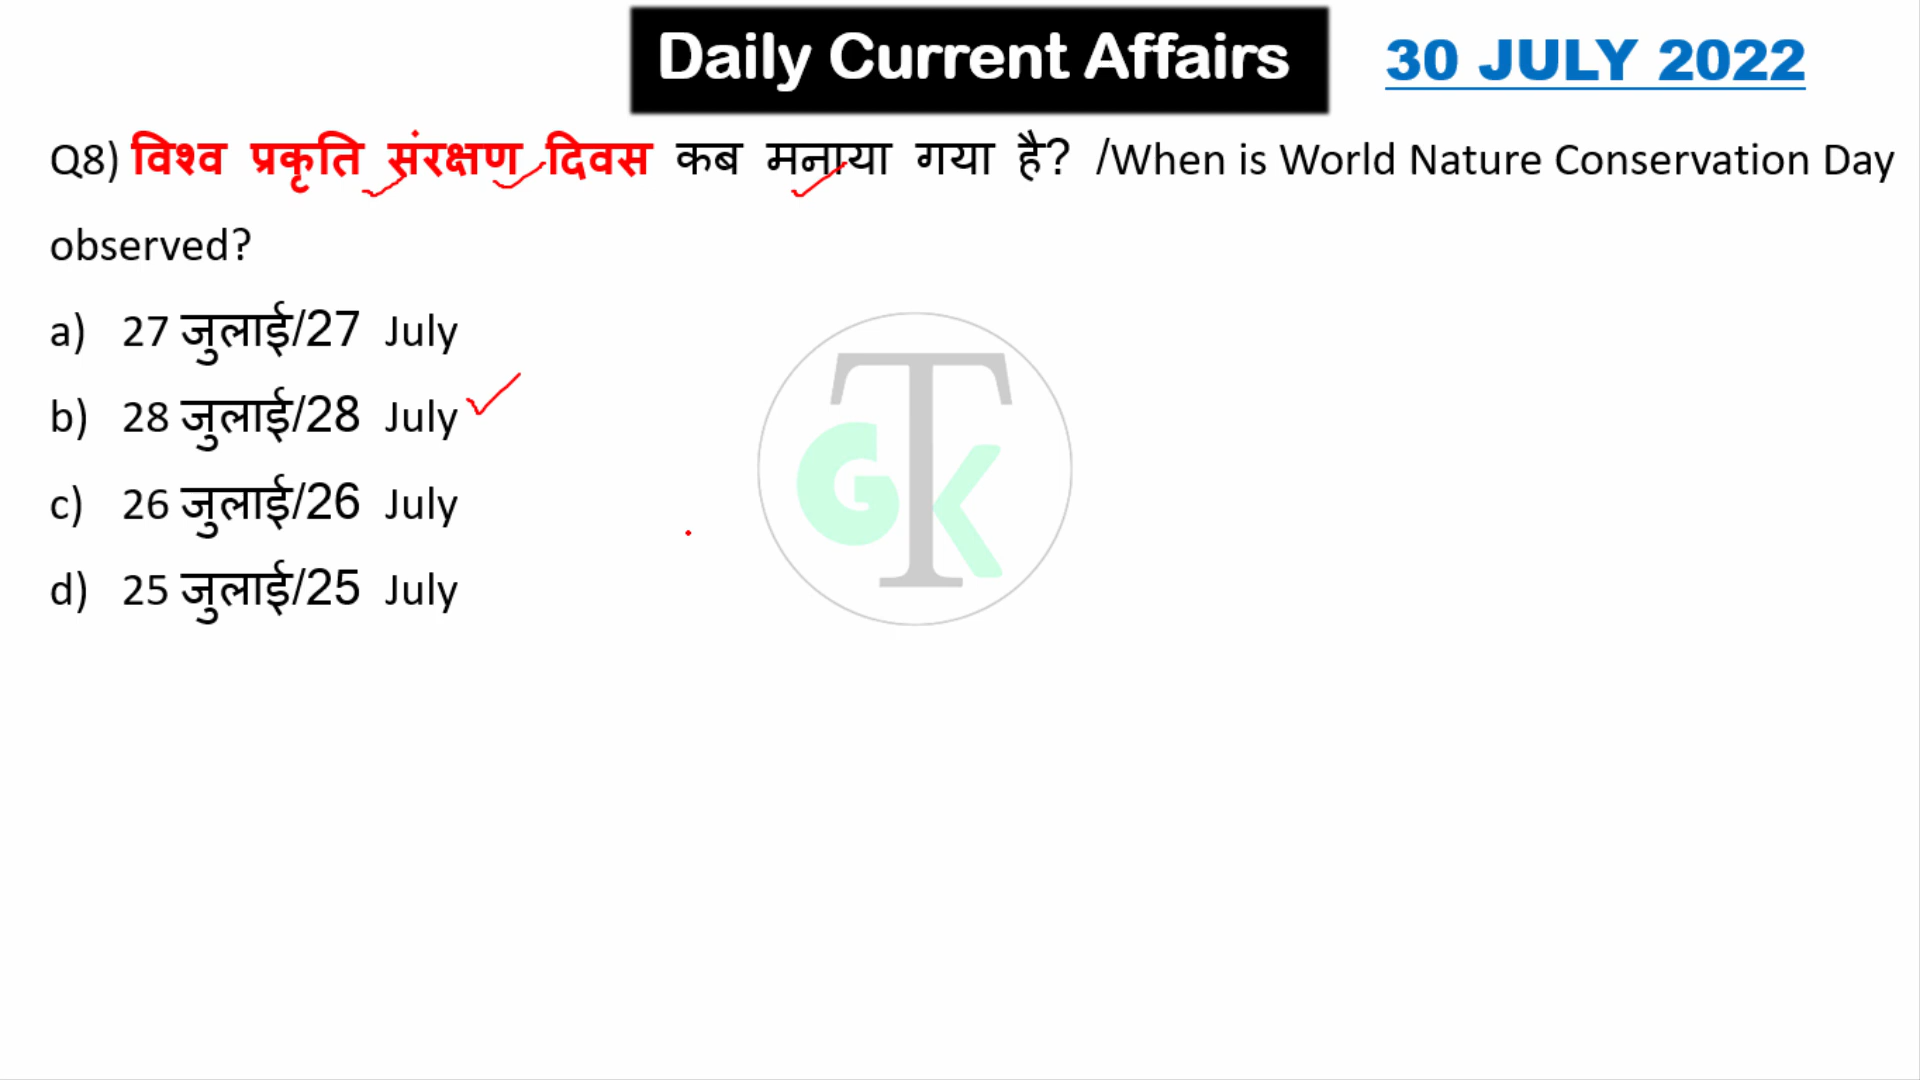 Daily Current Affairs 30 JULY 2022
Q8) विश्व प्रकृति संरक्षण दिवस कब मनाया गया है? /When is World Nature Conservation Day
observed?
a) 27 जुलाई/27 July
b) 28 जुलाई/28 July
c) 26 जुलाई/26 July
d) 25 जुलाई/25 July
GTK